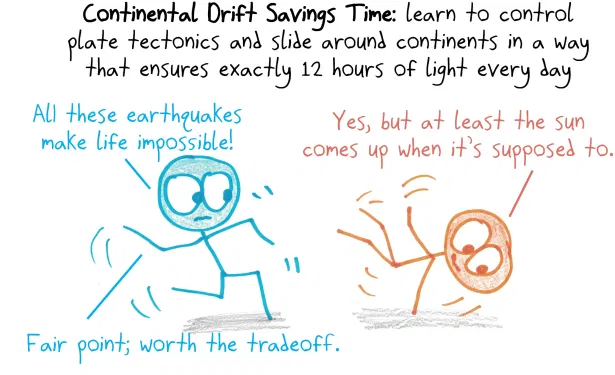 Continental Drift Savings Time: learn to control
plate tectonics and slide around continents in a way
that ensures exactly 12 hours of light every day
All these earthquakes
make life impossible!
Yes, but at least the sun
comes up when it's supposed to.
Fair point; worth the tradeoff.